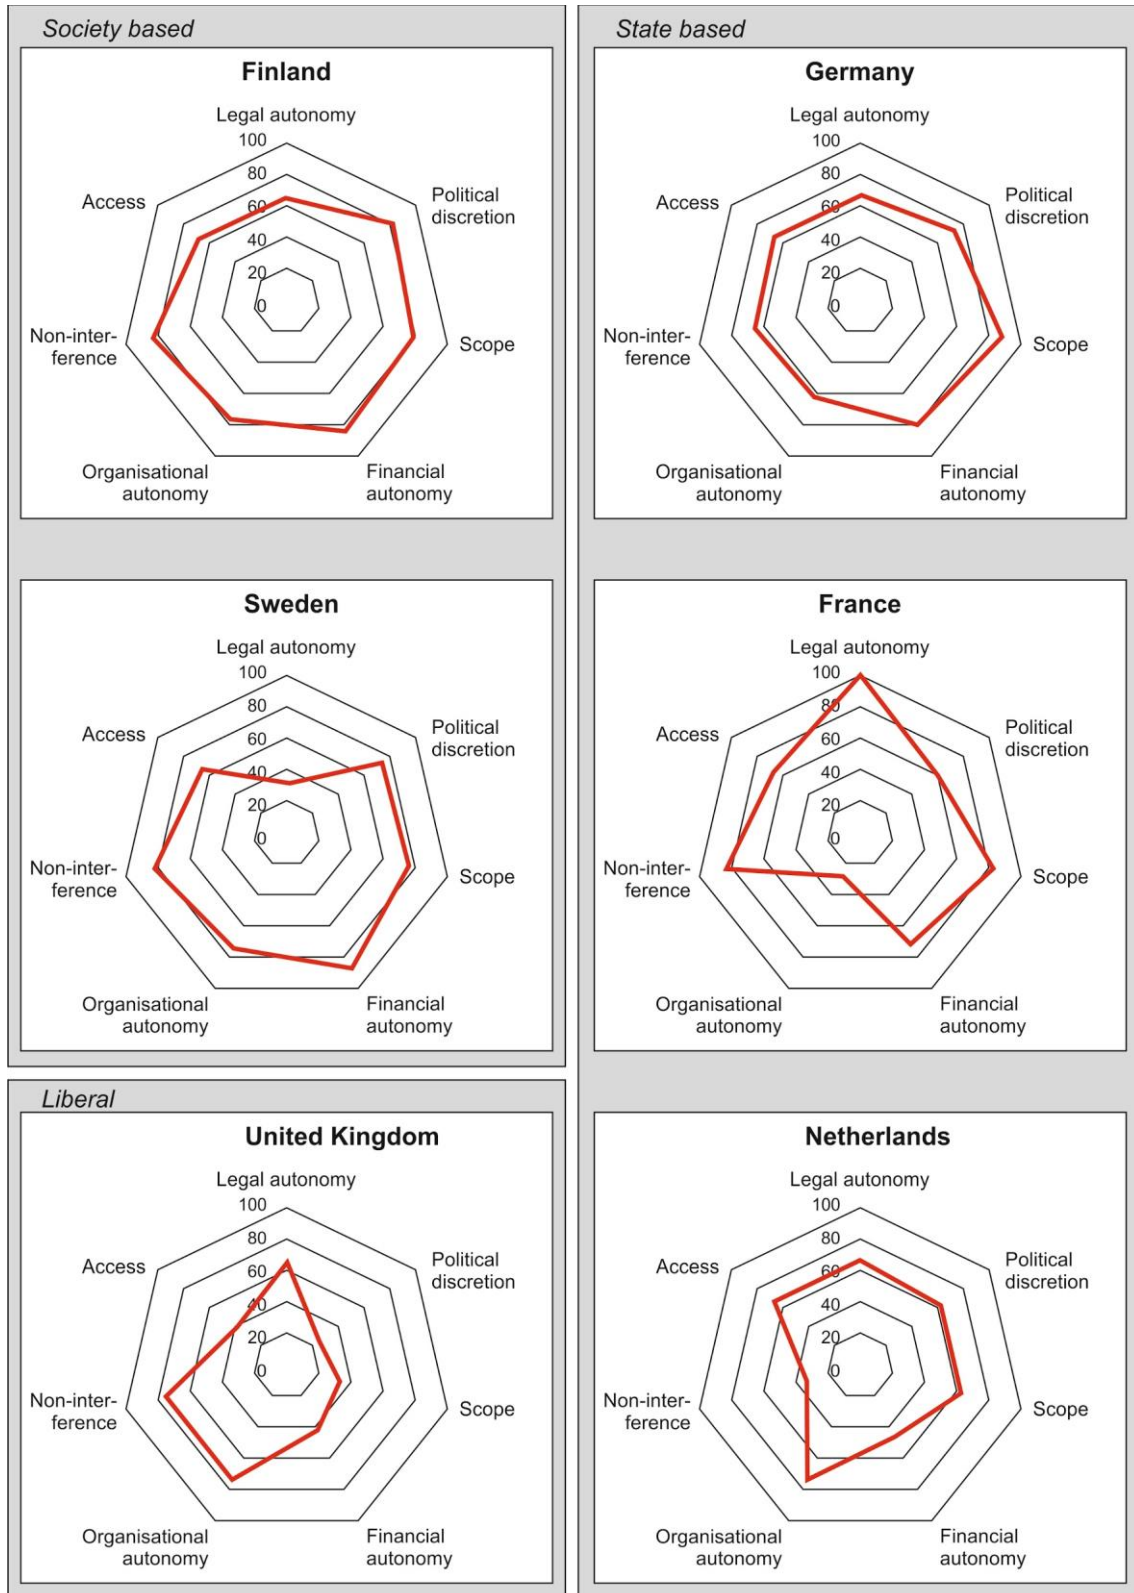 Society based
Finland
Legal autonomy
100
80
60
40
20
0
Access
Political
discretion
Non-inter-
ference
Scope
Organisational
autonomy
Financial
autonomy
Sweden
Legal autonomy
100
80
60
40
20
0
Access
Political
discretion
Non-inter-
ference
Scope
Organisational
autonomy
Financial
autonomy
Liberal
United Kingdom
Legal autonomy
100
80
60
40
20
0
Access
Political
discretion
Non-inter-
ference
Scope
Organisational
autonomy
Financial
autonomy
State based
Germany
Legal autonomy
100
80
60
40
20
0
Access
Political
discretion
Non-inter-
ference
Scope
Organisational
autonomy
Financial
autonomy
France
Legal autonomy
100
80
60
40
20
0
Access
Political
discretion
Non-inter-
ference
Scope
Organisational
autonomy
Financial
autonomy
Netherlands
Legal autonomy
100
80
60
40
20
0
Access
Political
discretion
Non-inter-
ference
Scope
Organisational
autonomy
Financial
autonomy